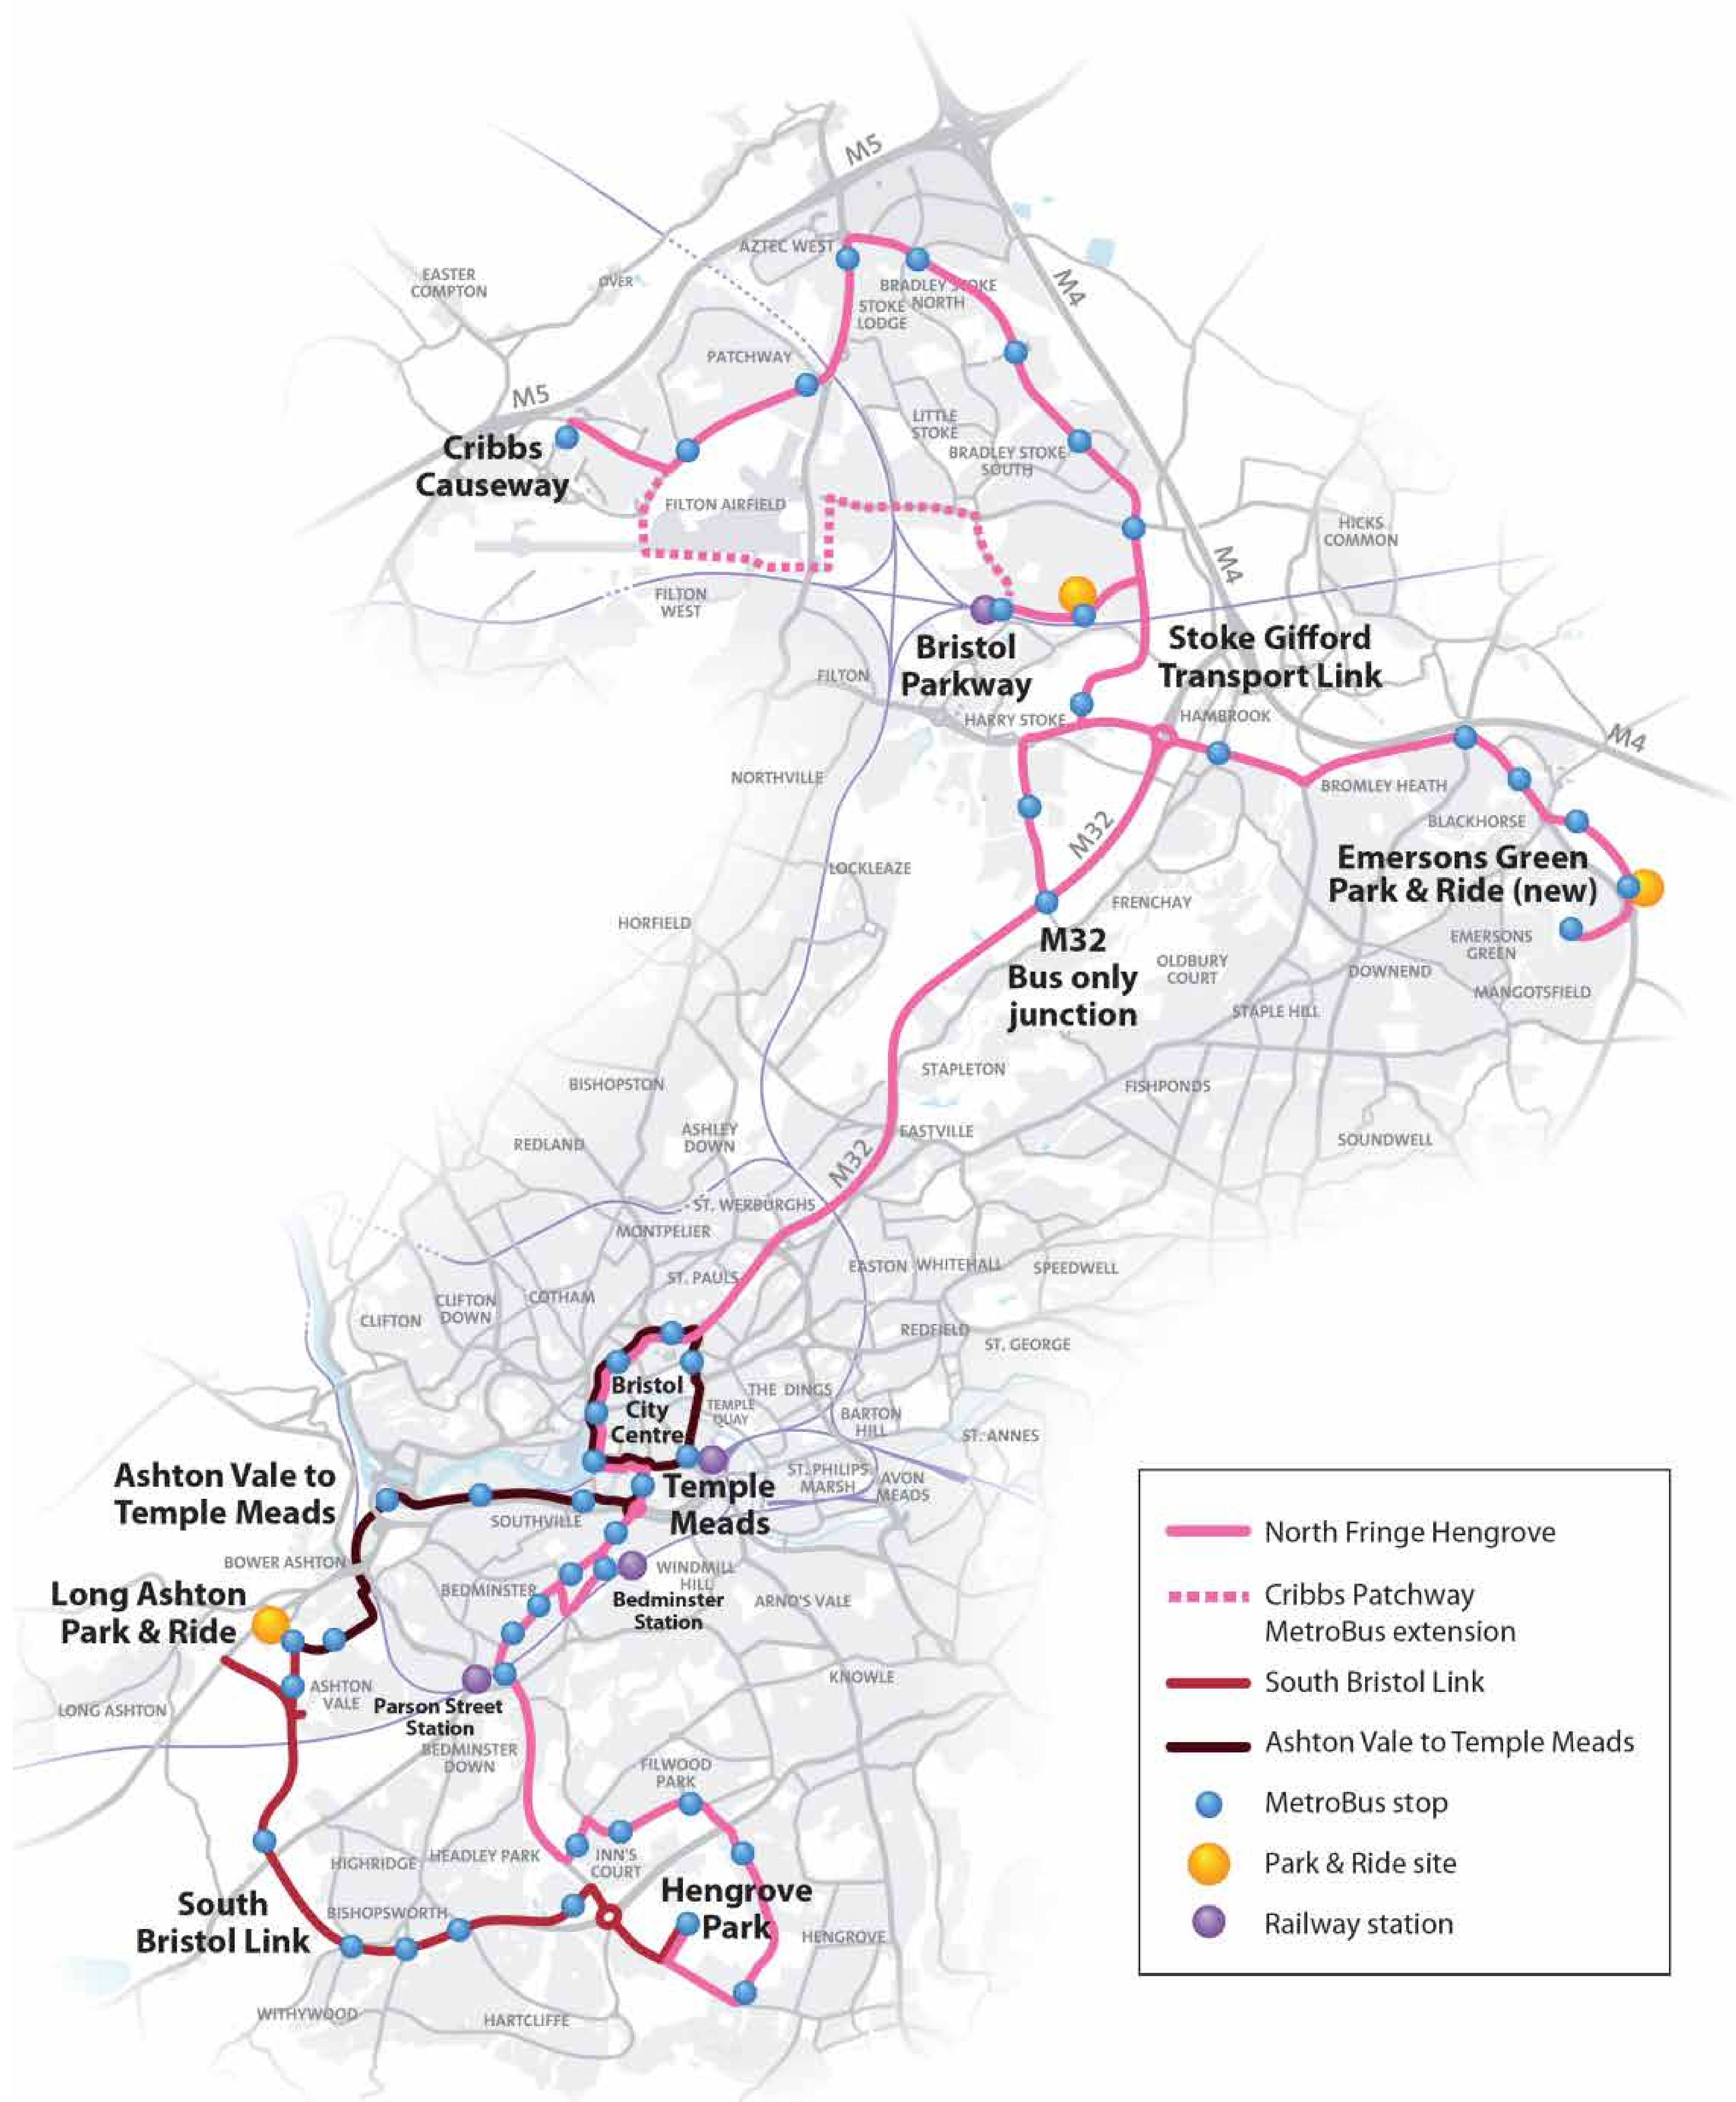 M5
AZTEC WEST
EASTER
COMPTON
OVER
M4
BRADLEY STOKE
NORTH
STOKE
LODGE
PATCHWAY
M5
LITTLE
STOKE
Cribbs
Causeway
BRADLEY STOKE
SOUTH
FILTON AIRFIELD
HICKS
COMMON
M4
FILTON
WEST
Bristol
Parkway
Stoke Gifford
Transport Link
FILTON
HARRY STOKE
HAMBROOK
M4
NORTHVILLE
BROMLEY HEATH
BLACKHORSE
M32
LOCKLEAZE
Emersons Green
Park & Ride (new)
FRENCHAY
HORFIELD
M32
Bus only
junction
EMERSONS
GREEN
OLDBURY
COURT
DOWNEND
MANGOTSFIELD
STAPLE HILL
STAPLETON
BISHOPSTON
FISHPONDS
ASHLEY
DOWN
EASTVILLE
REDLAND
SOUNDWELL
M32
ST. WERBURGHS
MONTPELIER
EASTON
WHITEHALL
SPEEDWELL
ST. PAULS
COTHAM
CLIFTON
DOWN
CLIFTON
REDFIELD
ST. GEORGE
Bristol
City
Centre
THE DINGS
TEMPLE
QUAY
BARTON
HILL
ST. ANNES
Ashton Vale to
Temple Meads
ST. PHILIPS
MARSH
AVON
MEADS
Temple
Meads
SOUTHVILLE
BOWER ASHTON
WINDMILL
HILL
BEDMINSTER
Bedminster
Station
ARNO'S VALE
Long Ashton
Park & Ride
KNOWLE
ASHTON
VALE
LONG ASHTON
Parson Street
Station
BEDMINSTER
DOWN
FILWOOD
PARK
HEADLEY PARK
HIGHRIDGE
INN'S
COURT
Hengrove
Park
South
Bristol Link
BISHOPSWORTH
HENGROVE
WITHYWOOD
HARTCLIFFE
North Fringe Hengrove
Cribbs Patchway
MetroBus extension
South Bristol Link
Ashton Vale to Temple Meads
MetroBus stop
Park & Ride site
Railway station